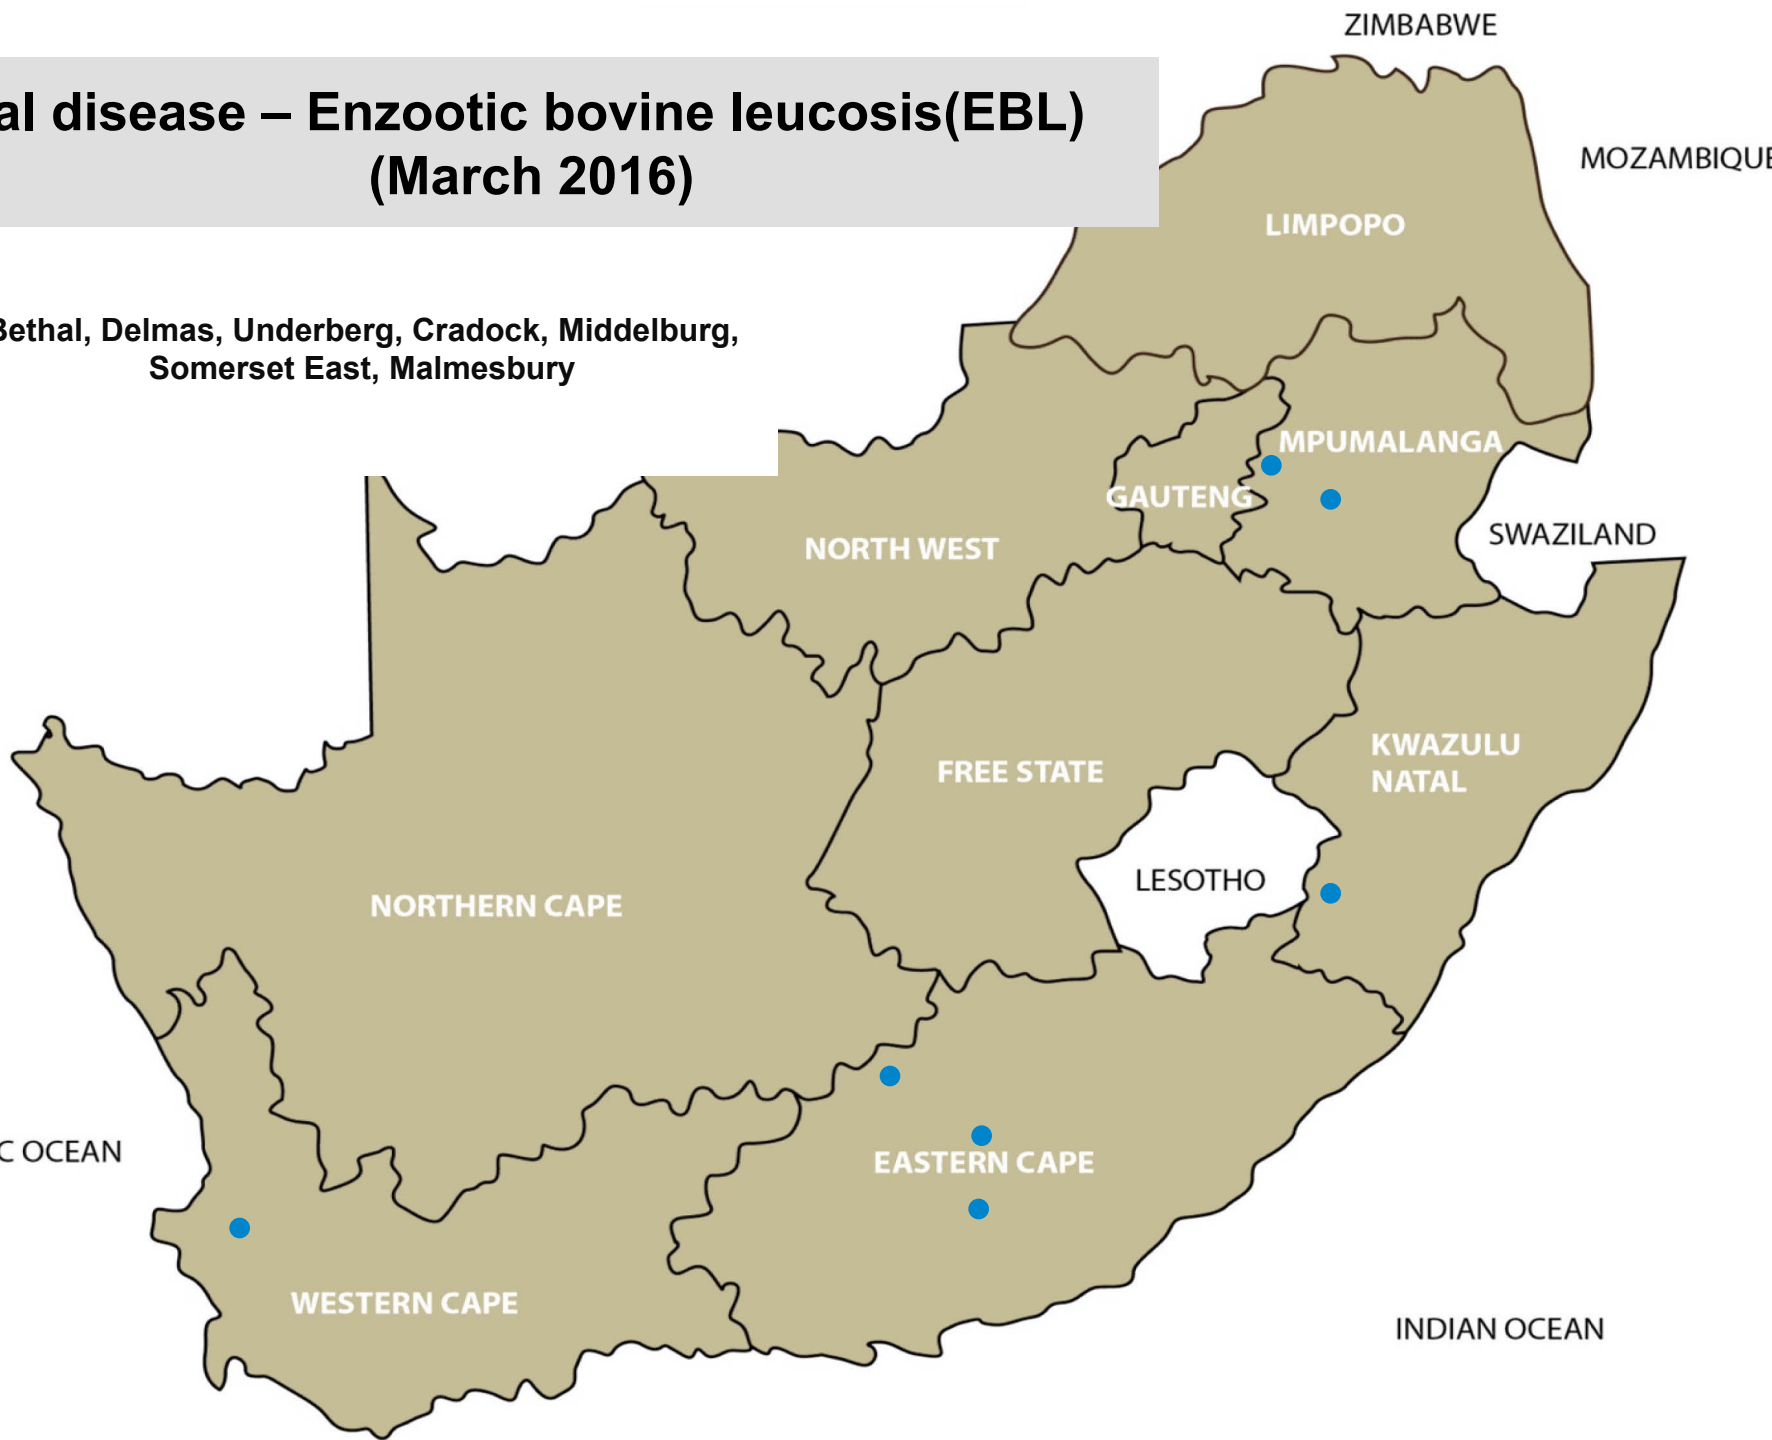 ZIMBABWE
al disease – Enzootic bovine leucosis(EBL)
(March 2016)
MOZAMBIQUE
LIMPOPO
Bethal, Delmas, Underberg, Cradock, Middelburg,
Somerset East, Malmesbury
MPUMALANGA
GAUTENG
SWAZILAND
NORTH WEST
KWAZULU
NATAL
FREE STATE
LESOTHO
NORTHERN CAPE
C OCEAN
EASTERN CAPE
WESTERN CAPE
INDIAN OCEAN